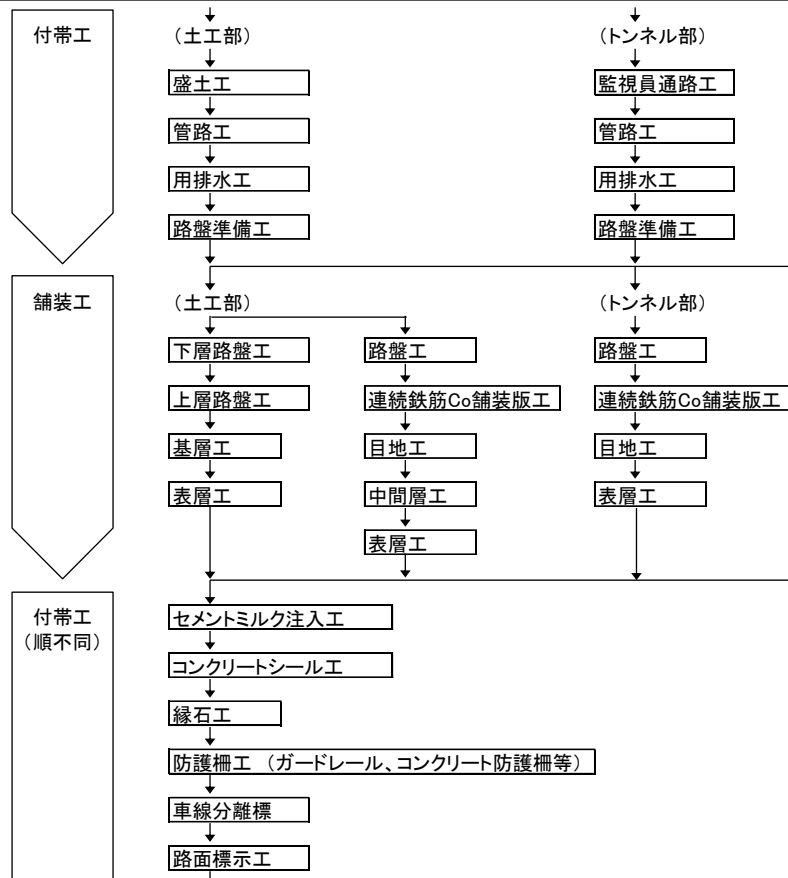 付帯工
（土工部）
（トンネル部）
盛土工
監視員通路工
管路工
管路工
用排水工
用排水工
路盤準備工
路盤準備工
舗装工
（土工部）
（トンネル部）
下層路盤工
路盤工
路盤工
上層路盤工
連続鉄筋Co舗装版工
連続鉄筋Co舗装版工
基層工
目地工
目地工
表層工
中間層工
表層工
表層工
付帯工
（順不同）
セメントミルク注入工
コンクリートシール工
縁石工
防護柵工　（ガードレール、コンクリート防護柵等）
車線分離標
路面標示工